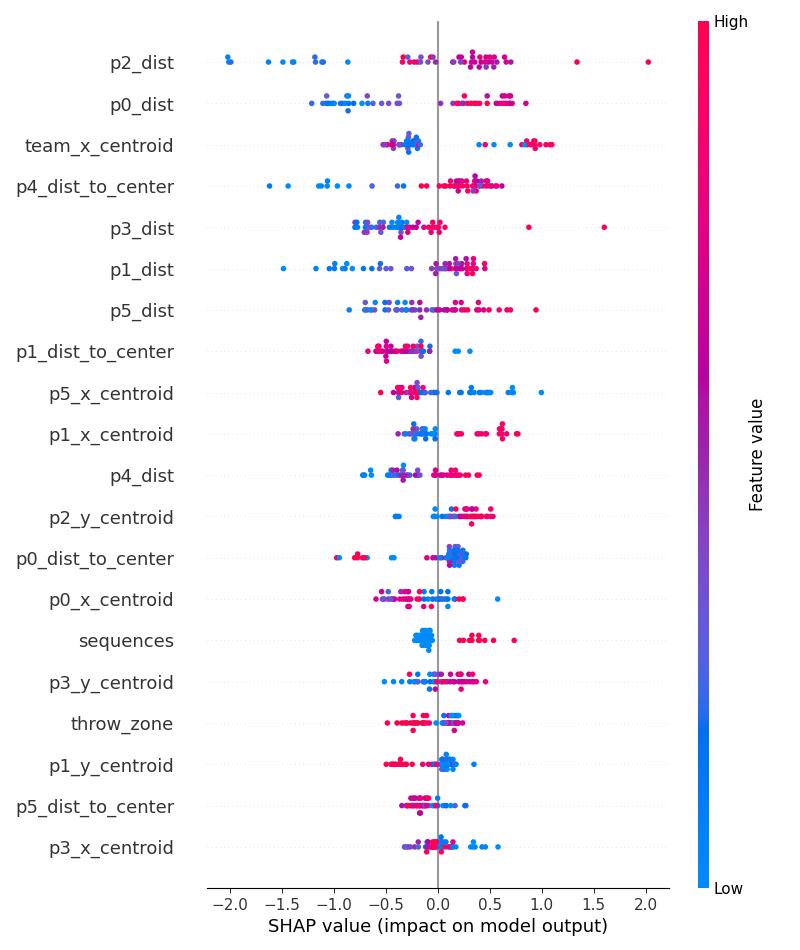 High
p2_dist
p0_dist
team_x_centroid
p4_dist_to_center
p3_dist
p1_dist
p5_dist
p1_dist_to_center
p5_x_centroid
p1_x_centroid
p4_dist
p2_y_centroid
p0_dist_to_center
p0_x_centroid
sequences
p3_y_centroid
throw_zone
p1_y_centroid
p5_dist_to_center
p3_x_centroid
Feature value
Low
−2.0 −1.5 −1.0 −0.5 0.0 0.5 1.0 1.5 2.0
SHAP value (impact on model output)